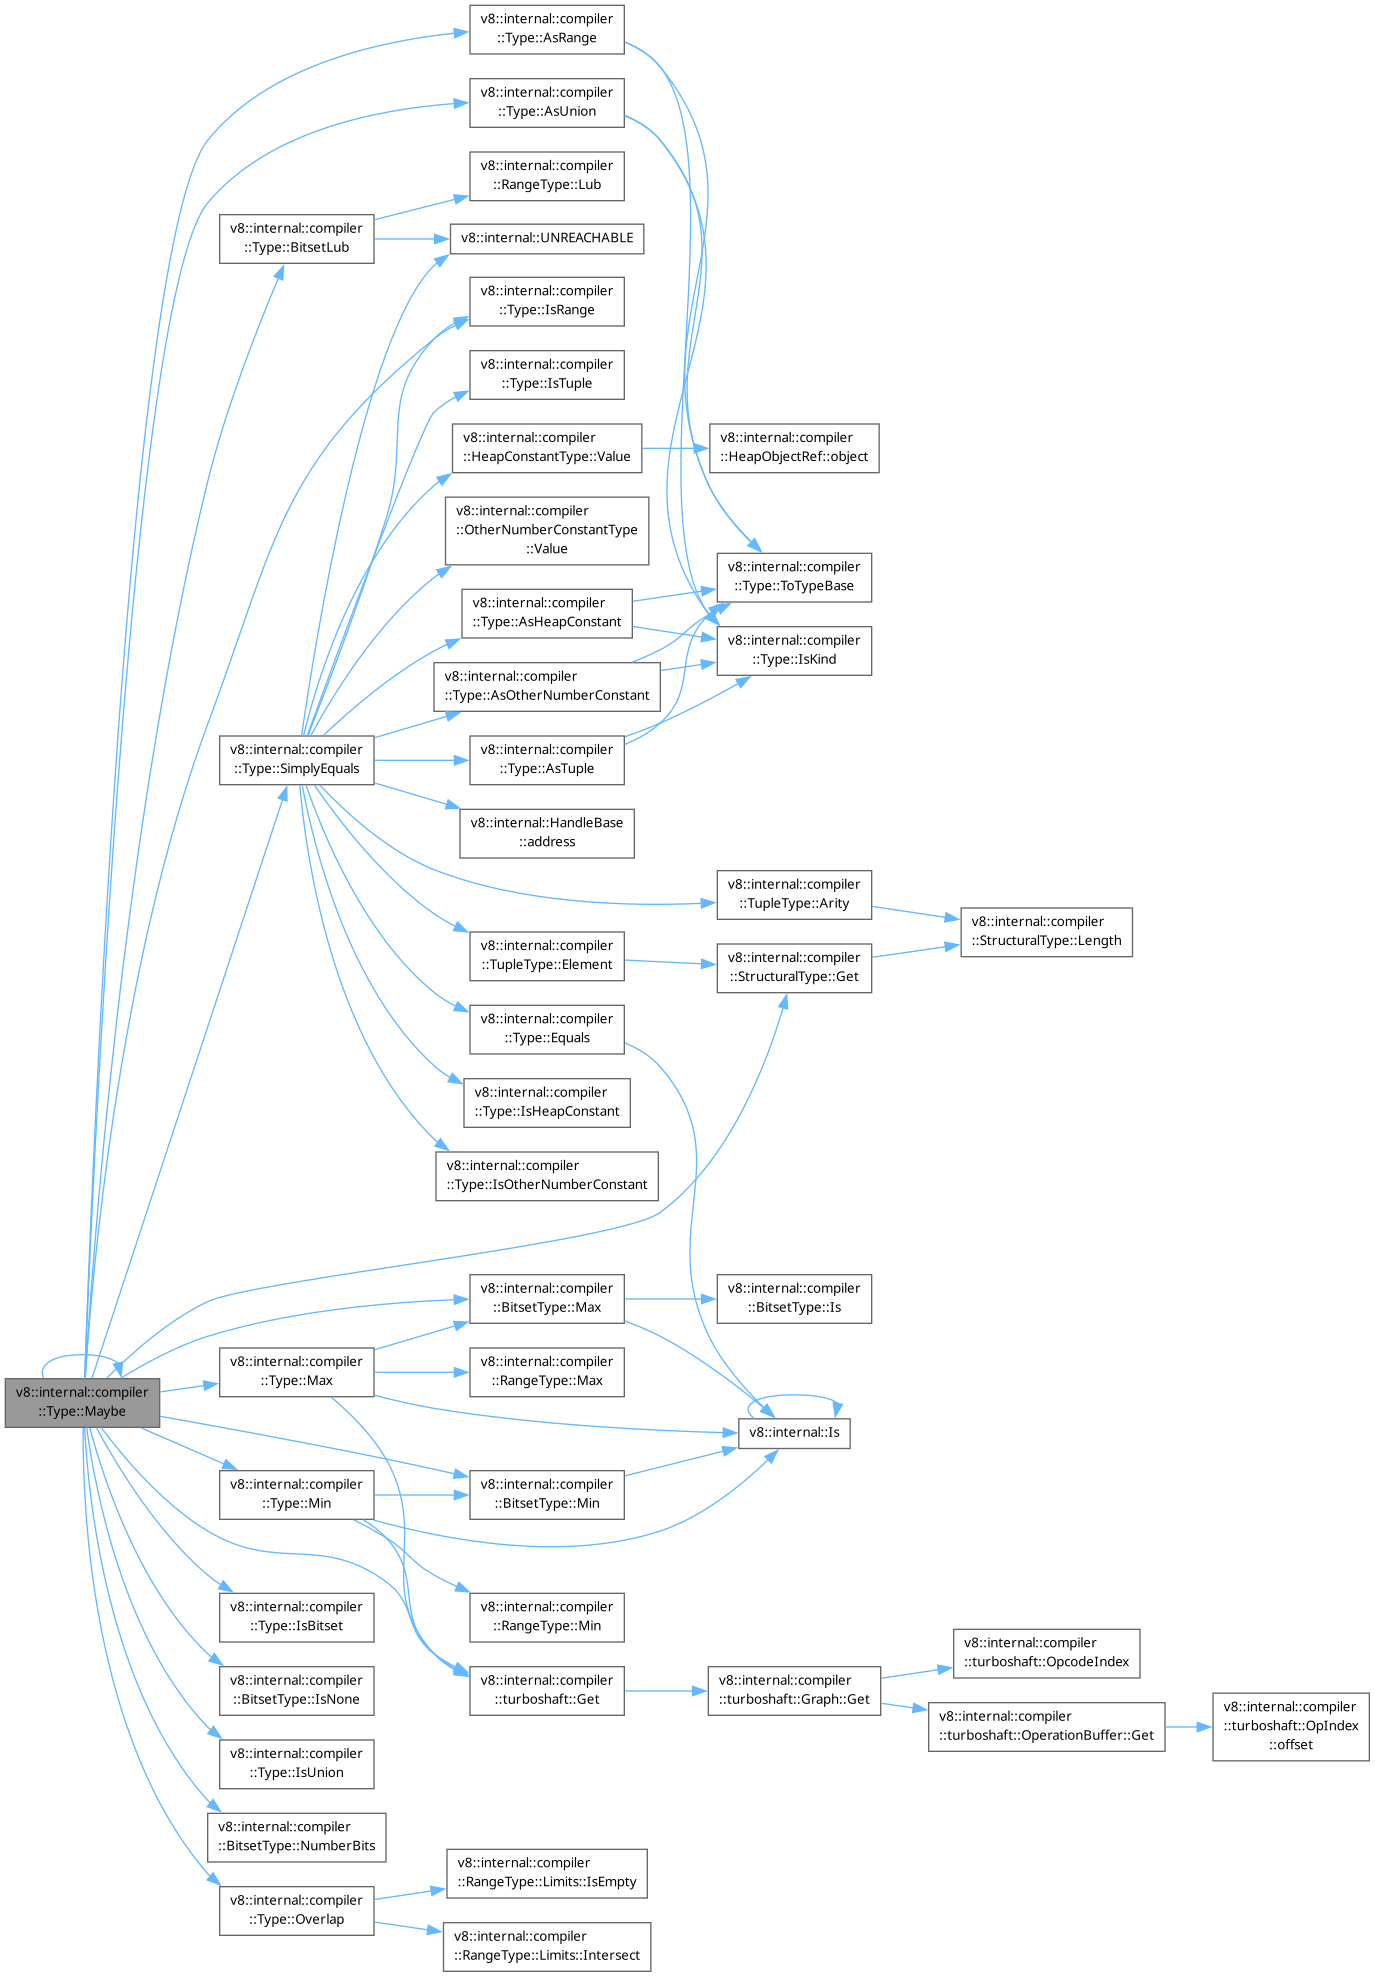 v8::internal::compiler
::Type::AsRange
v8::internal::compiler
::Type::AsUnion
v8::internal::compiler
::RangeType::Lub
v8::internal::compiler
::Type::BitsetLub
v8::internal::UNREACHABLE
v8::internal::compiler
::Type::IsRange
v8::internal::compiler
::Type::IsTuple
v8::internal::compiler
::HeapConstantType::Value
v8::internal::compiler
::HeapObjectRef::object
v8::internal::compiler
::OtherNumberConstantType
::Value
v8::internal::compiler
::Type::ToTypeBase
v8::internal::compiler
::Type::AsHeapConstant
v8::internal::compiler
::Type::IsKind
v8::internal::compiler
::Type::AsOtherNumberConstant
v8::internal::compiler
::Type::SimplyEquals
v8::internal::compiler
::Type::AsTuple
v8::internal::HandleBase
::address
v8::internal::compiler
::TupleType::Arity
v8::internal::compiler
::StructuralType::Length
v8::internal::compiler
::TupleType::Element
v8::internal::compiler
::StructuralType::Get
v8::internal::compiler
::Type::Equals
v8::internal::compiler
::Type::IsHeapConstant
v8::internal::compiler
::Type::IsOtherNumberConstant
v8::internal::compiler
::BitsetType::Max
v8::internal::compiler
::BitsetType::Is
v8::internal::compiler
::Type::Maybe
v8::internal::compiler
::Type::Max
v8::internal::compiler
::RangeType::Max
v8::internal::Is
v8::internal::compiler
::Type::Min
v8::internal::compiler
::BitsetType::Min
v8::internal::compiler
::Type::IsBitset
v8::internal::compiler
::RangeType::Min
v8::internal::compiler
::turboshaft::OpcodeIndex
v8::internal::compiler
::BitsetType::IsNone
v8::internal::compiler
::turboshaft::Get
v8::internal::compiler
::turboshaft::Graph::Get
v8::internal::compiler
::turboshaft::OperationBuffer::Get
v8::internal::compiler
::turboshaft::OpIndex
::offset
v8::internal::compiler
::Type::IsUnion
v8::internal::compiler
::BitsetType::NumberBits
v8::internal::compiler
::RangeType::Limits::IsEmpty
v8::internal::compiler
::Type::Overlap
v8::internal::compiler
::RangeType::Limits::Intersect